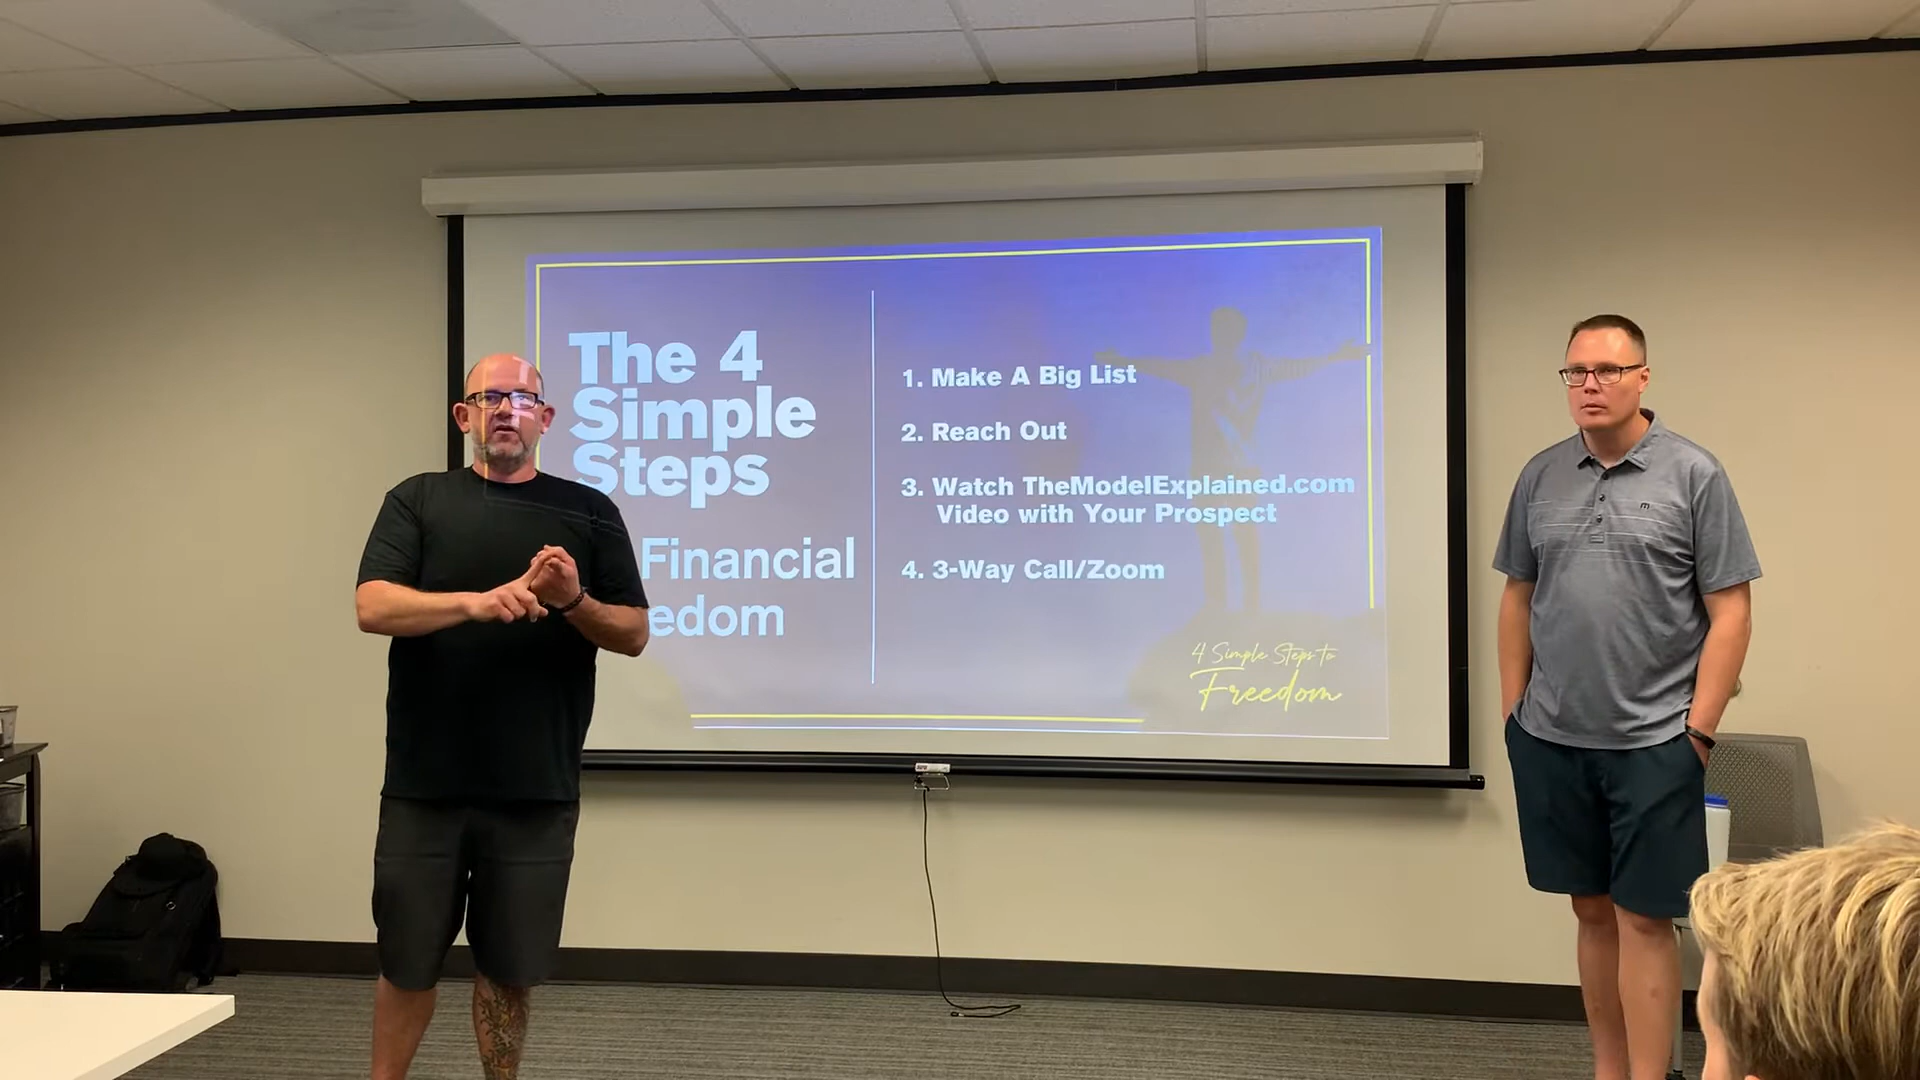 The 4
Simple
Steps
Financial
edom
1. Make A Big List
2. Reach Out
3. Watch TheModelExplained.com
Video with Your Prospect
4. 3-Way Call/Zoom
4 Simple Steps to
Freedom